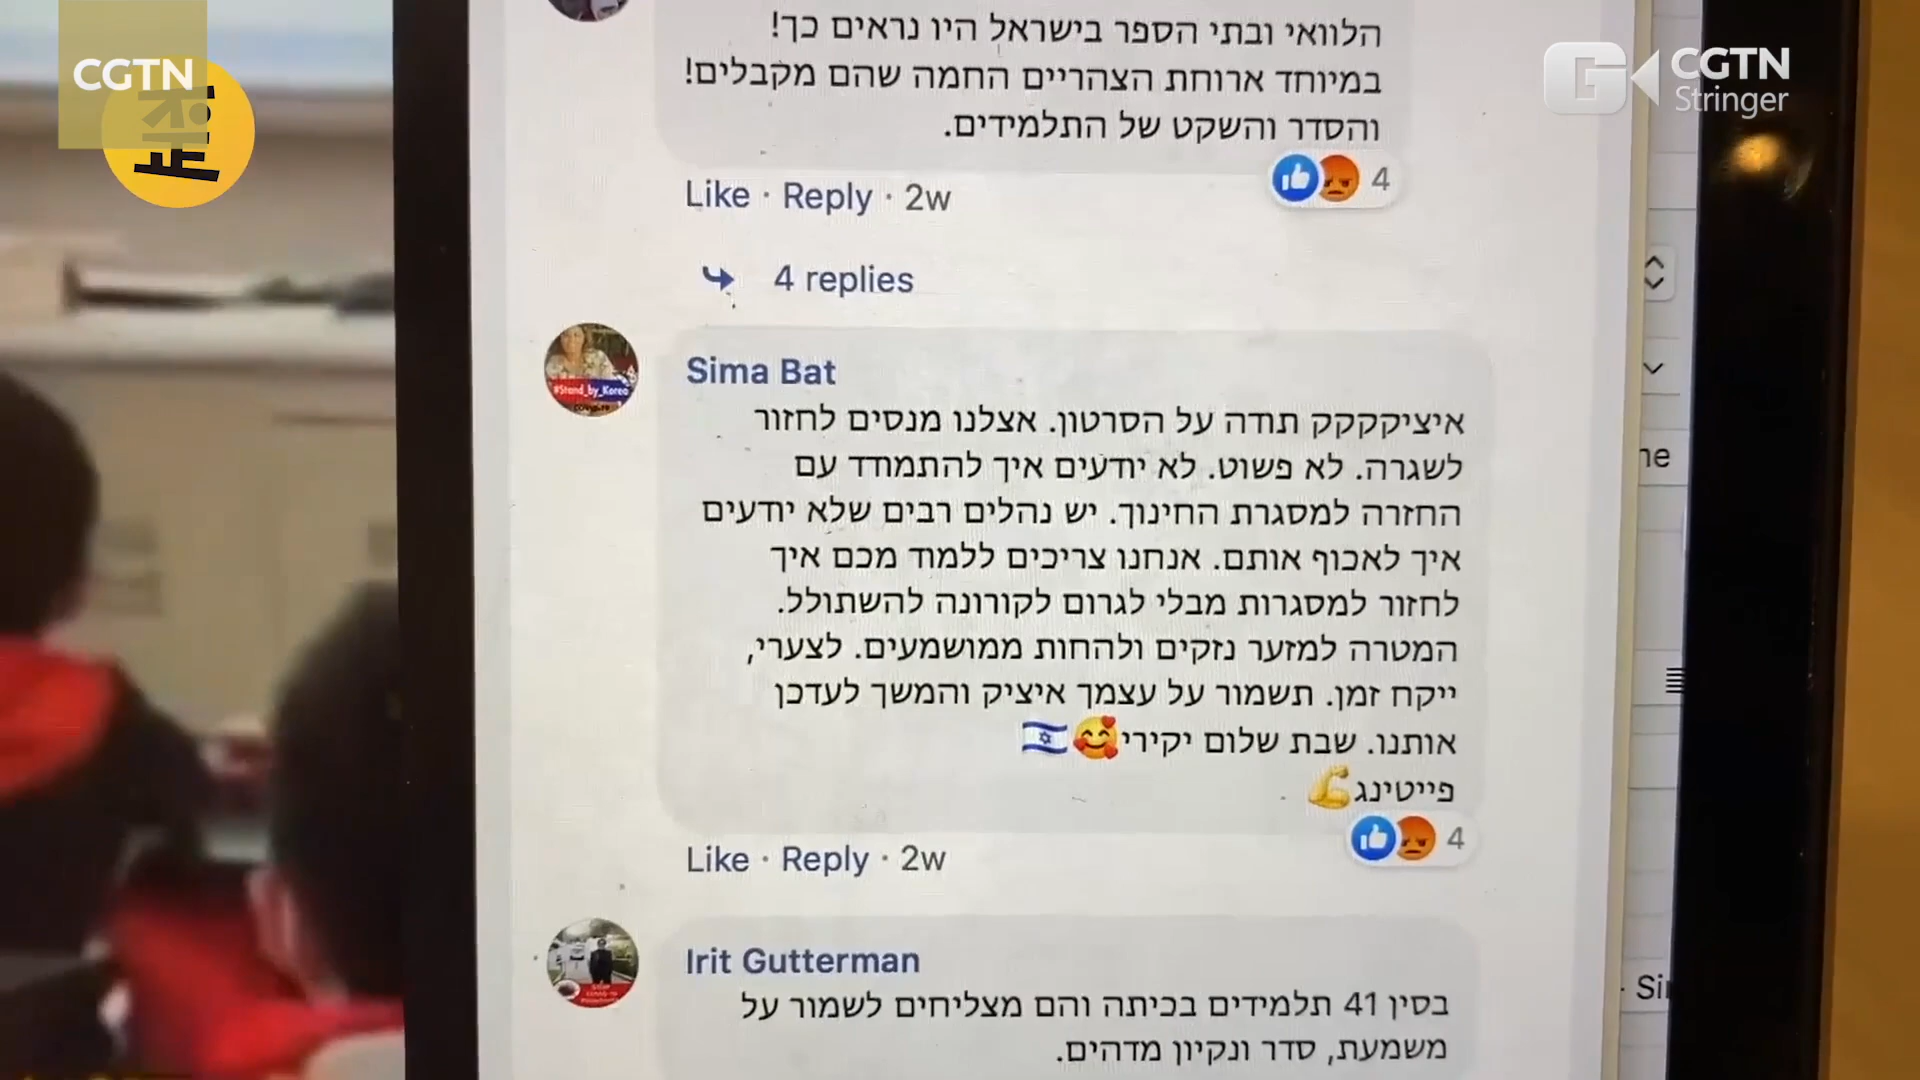 CGTN
CGTN
Stringer
הלוואי ובתי הספר בישראל היו נראים כך!
במיוחד ארוחת הצהריים החמה שהם מקבלים!
והסדר והשקט של התלמידים.
Like · Reply · 2w
4
4 replies
#Stand_by_Korea
Sima Bat
איציקקקק תודה על הסרטון. אצלנו מנסים לחזור
לשגרה. לא פשוט. לא יודעים איך להתמודד עם
החזרה למסגרת החינוך. יש נהלים רבים שלא יודעים
איך לאכוף אותם. אנחנו צריכים ללמוד מכם איך
לחזור למסגרות מבלי לגרום לקורונה להשתולל.
המטרה למזער נזקים ולהחות ממושמעים. לצערי,
ייקח זמן. תשמור על עצמך איציק והמשך לעדכן
אותנו. שבת שלום יקירי🥰🇮🇱
פייטינג💪
4
Like · Reply · 2w
Irit Gutterman
בסין 41 תלמידים בכיתה והם מצליחים לשמור על
משמעת, סדר ונקיון מדהים.